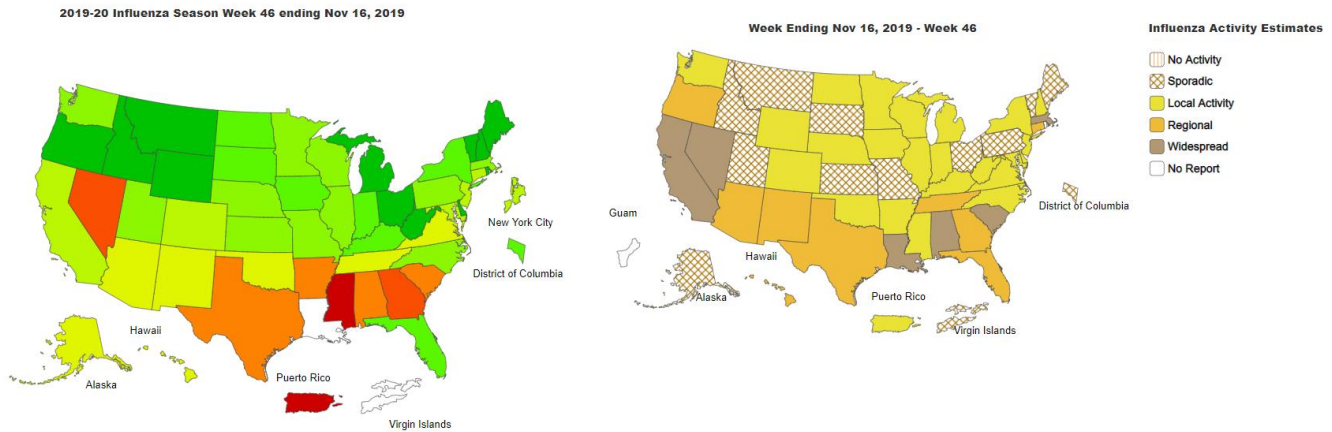 2019-20 Influenza Season Week 46 ending Nov 16, 2019
New York City
District of Columbia
Hawaii
Alaska
Puerto Rico
Virgin Islands
Week Ending Nov 16, 2019 - Week 46
Guam
District of Columbia
Hawaii
Alaska
Puerto Rico
Virgin Islands
Influenza Activity Estimates
No Activity
Sporadic
Local Activity
Regional
Widespread
No Report